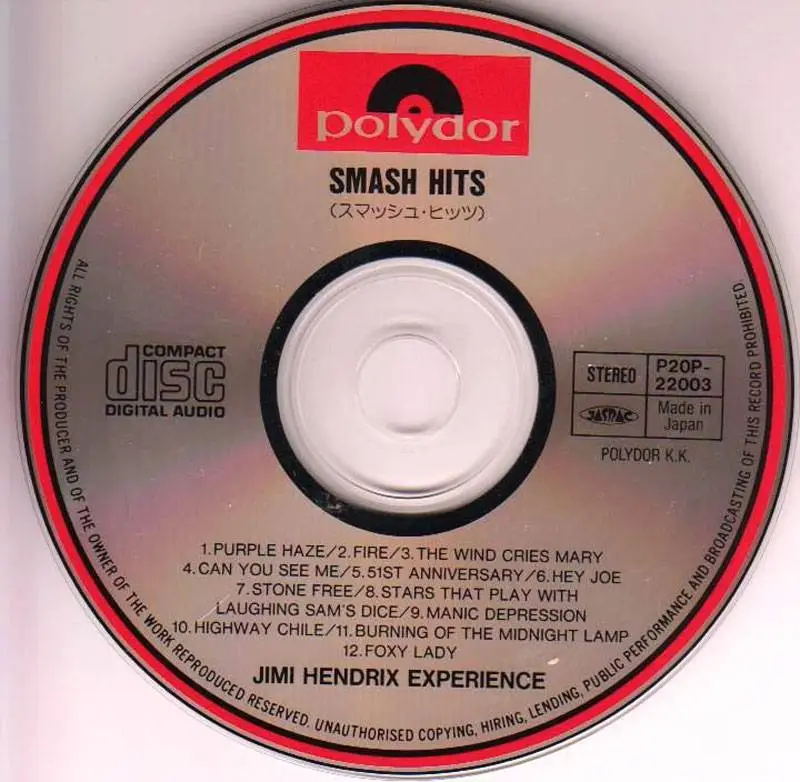 polydor
SMASH HITS
(スマッシュ・ヒッツ)
COMPACT
disc
DIGITAL AUDIO
STEREO
P20P-
22003
JASRAC
Made in
Japan
POLYDOR K.K.
1.PURPLE HAZE/2.FIRE/3.THE WIND CRIES MARY
4.CAN YOU SEE ME/5.51ST ANNIVERSARY/6.HEY JOE
7.STONE FREE/8.STARS THAT PLAY WITH
LAUGHING SAM'S DICE/9.MANIC DEPRESSION
10.HIGHWAY CHILE/11.BURNING OF THE MIDNIGHT LAMP
12.FOXY LADY
JIMI HENDRIX EXPERIENCE
ALL RIGHTS OF THE PRODUCER AND OF THE OWNER OF THE WORK REPRODUCED RESERVED. UNAUTHORISED COPYING, HIRING, LENDING, PUBLIC PERFORMANCE AND BROADCASTING OF THIS RECORD PROHIBITED.